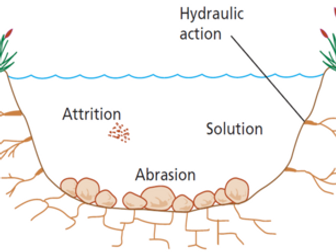 Hydraulic
action
Attrition
Solution
Abrasion